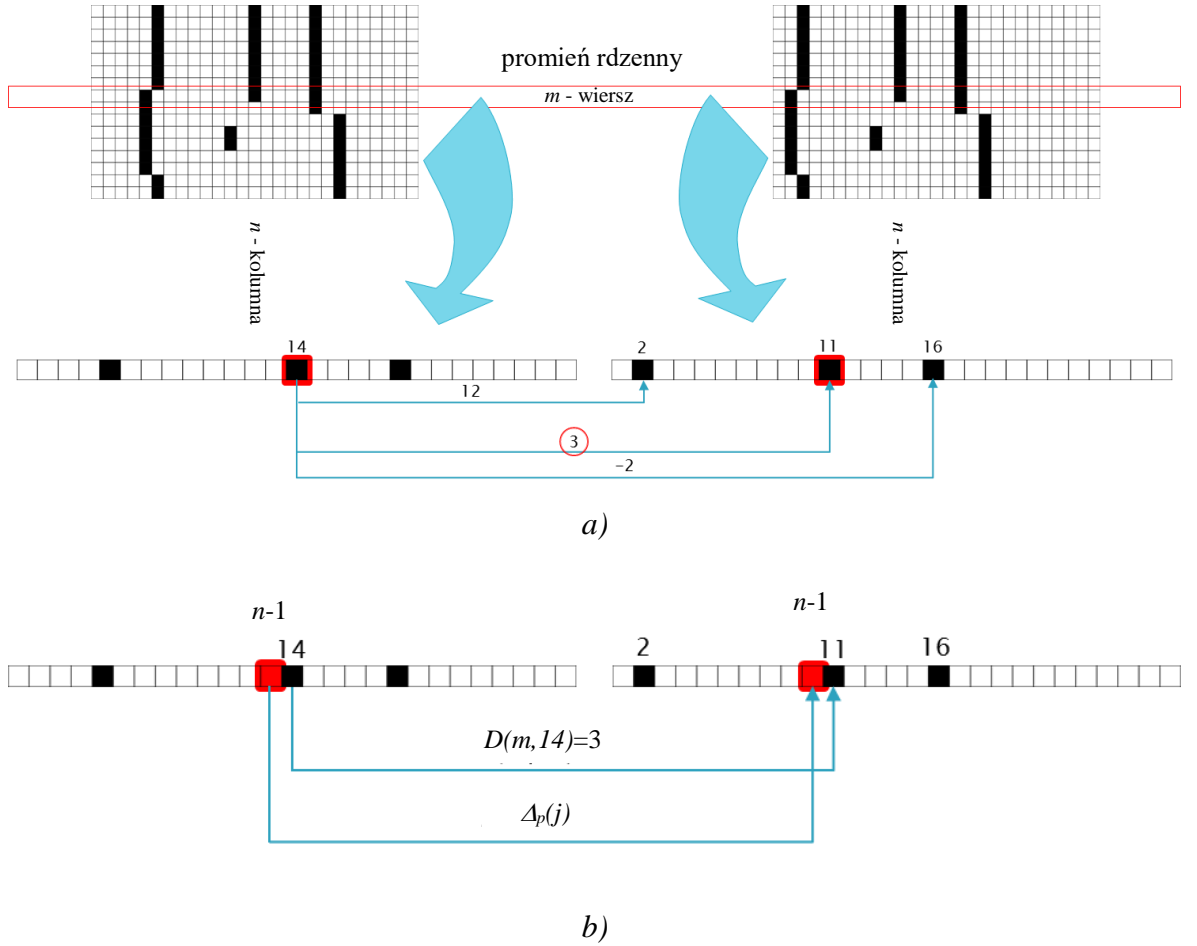 promień rdzenny
m - wiersz
n - kolumna
n - kolumna
14
2
11
16
12
3
-2
a)
n-1
n-1
14
2
11
16
D(m,14)=3
Δp(j)
b)